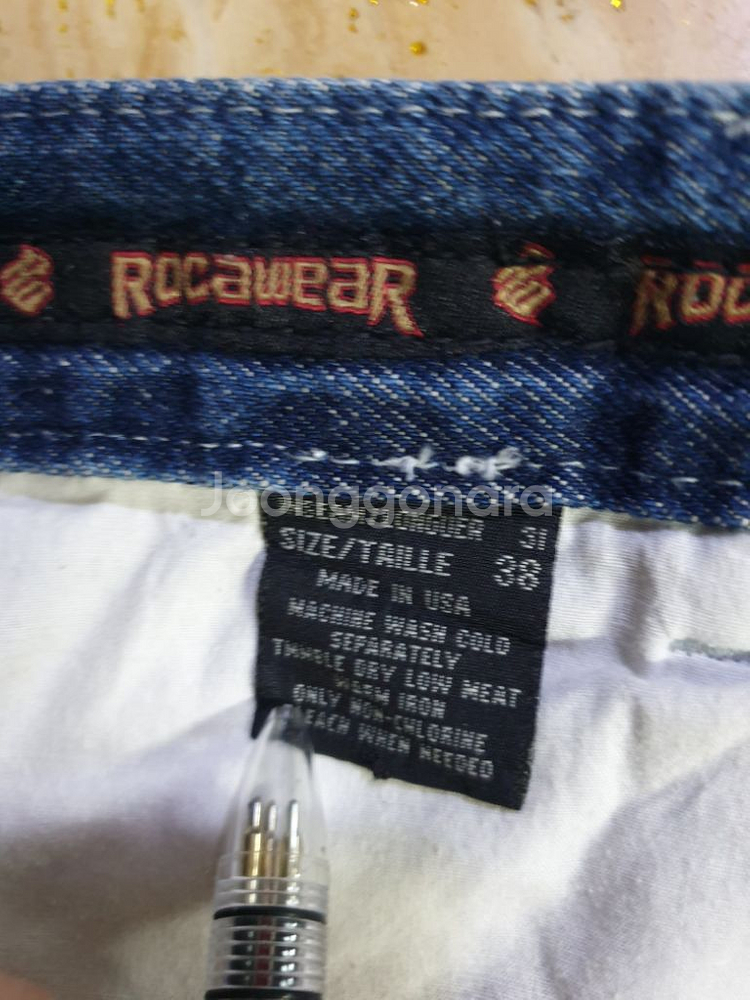 ROCAWEAR
ROC
Joonggonara
31
SIZE/TAILLE 38
MADE IN USA
MACHINE WASH COLD
SEPARATELY
TUMBLE DRY LOW HEAT
WARM IRON
ONLY NON-CHLORINE
BLEACH WHEN NEEDED